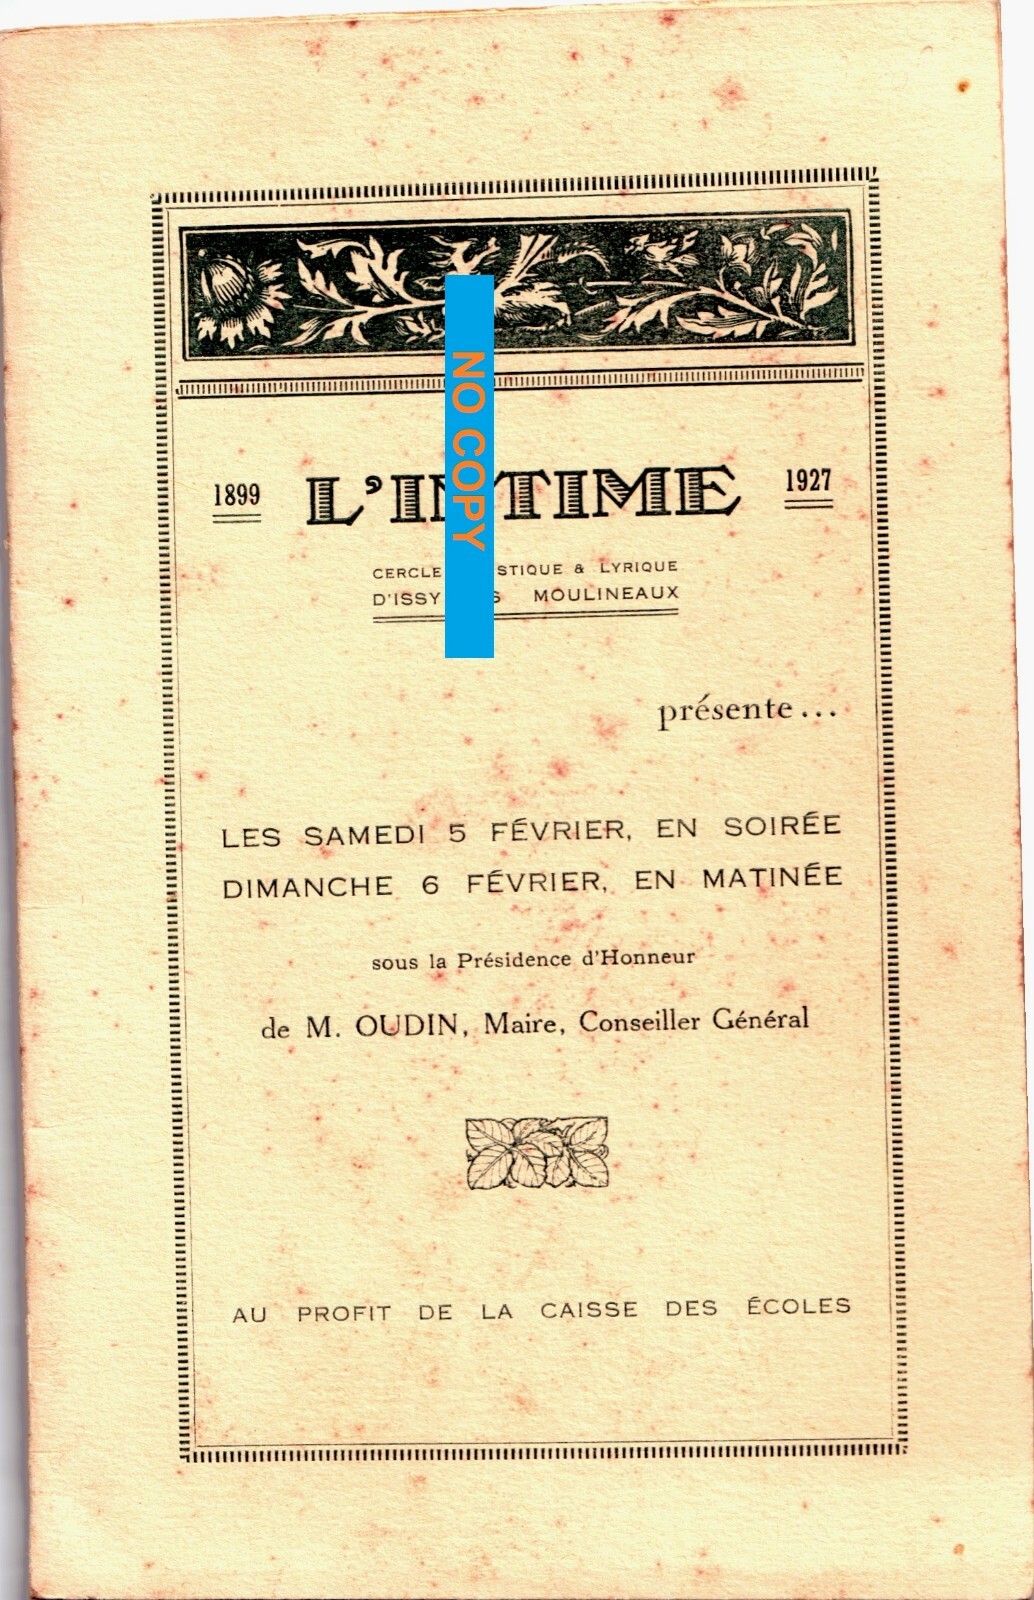 1899 L'INTIME 1927
CERCLE STIQUE & LYRIQUE
D'ISSY S MOULINEAUX
présente...
LES SAMEDI 5 FÉVRIER, EN SOIRÉE
DIMANCHE 6 FÉVRIER, EN MATINÉE
sous la Présidence d'Honneur
de M. OUDIN, Maire, Conseiller Général
AU PROFIT DE LA CAISSE DES ÉCOLES
NO COPY